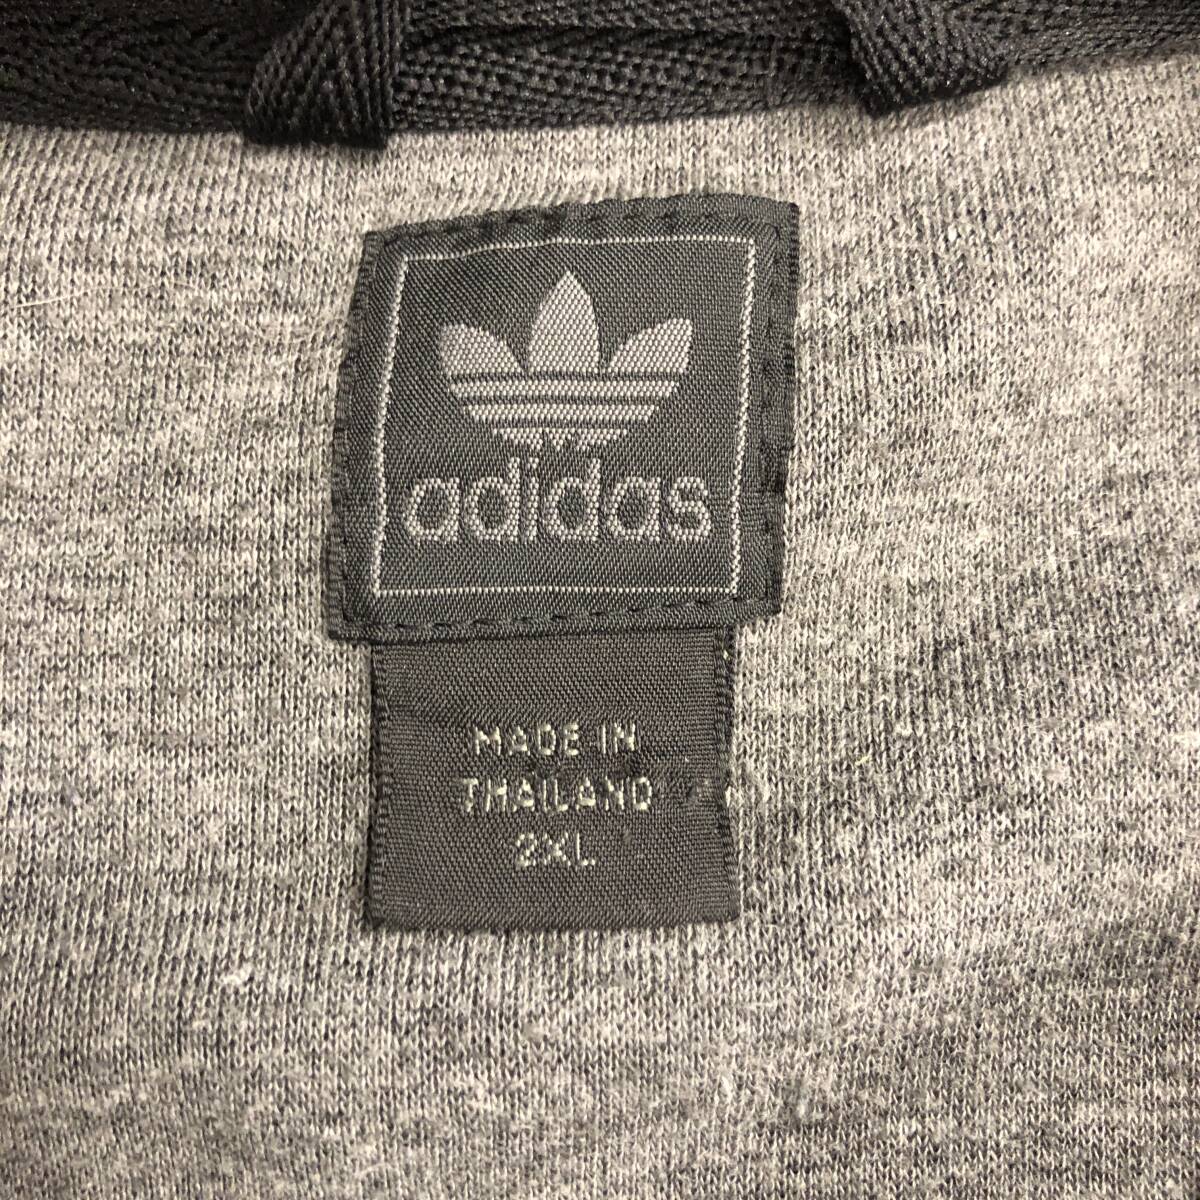 adidas
MADE IN
THAILAND
2XL